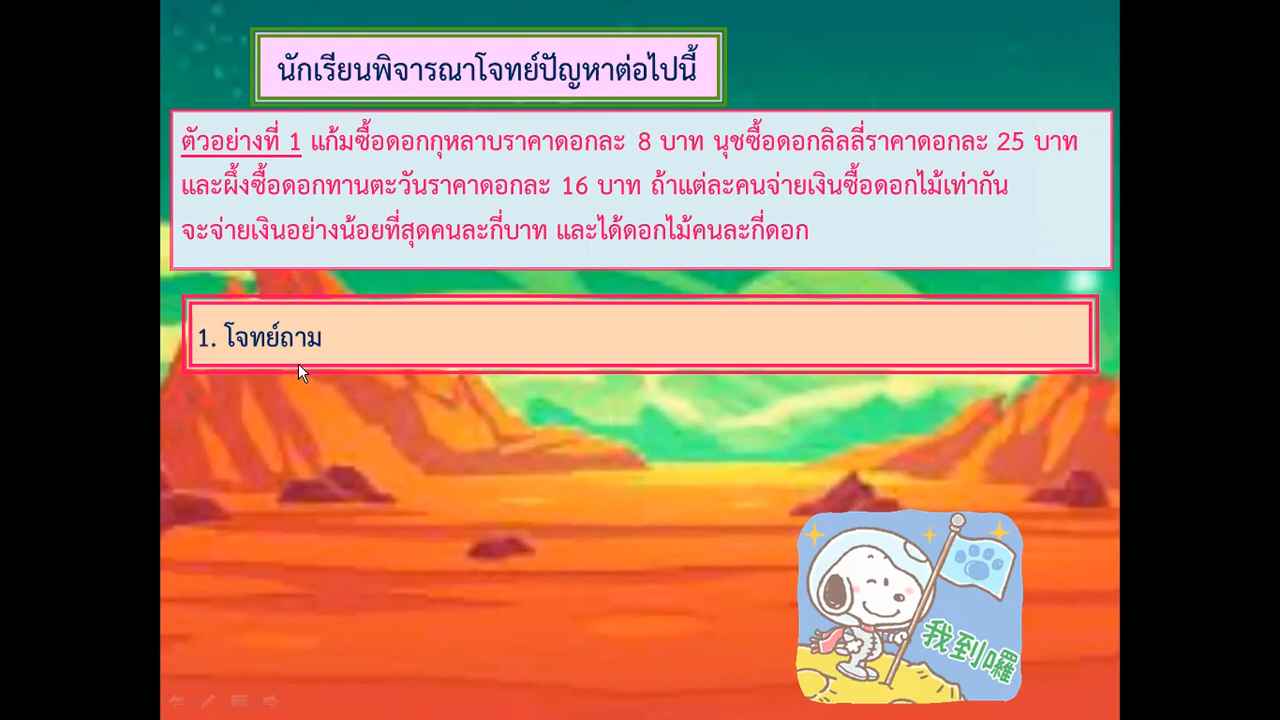 นักเรียนพิจารณาโจทย์ปัญหาต่อไปนี้
ตัวอย่างที่ 1 แก้มซื้อดอกกุหลาบราคาดอกละ 8 บาท นุชซื้อดอกลิลลี่ราคาดอกละ 25 บาท
และผึ้งซื้อดอกทานตะวันราคาดอกละ 16 บาท ถ้าแต่ละคนจ่ายเงินซื้อดอกไม้เท่ากัน
จะจ่ายเงินอย่างน้อยที่สุดคนละกี่บาท และได้ดอกไม้คนละกี่ดอก
1. โจทย์ถาม
我到囉